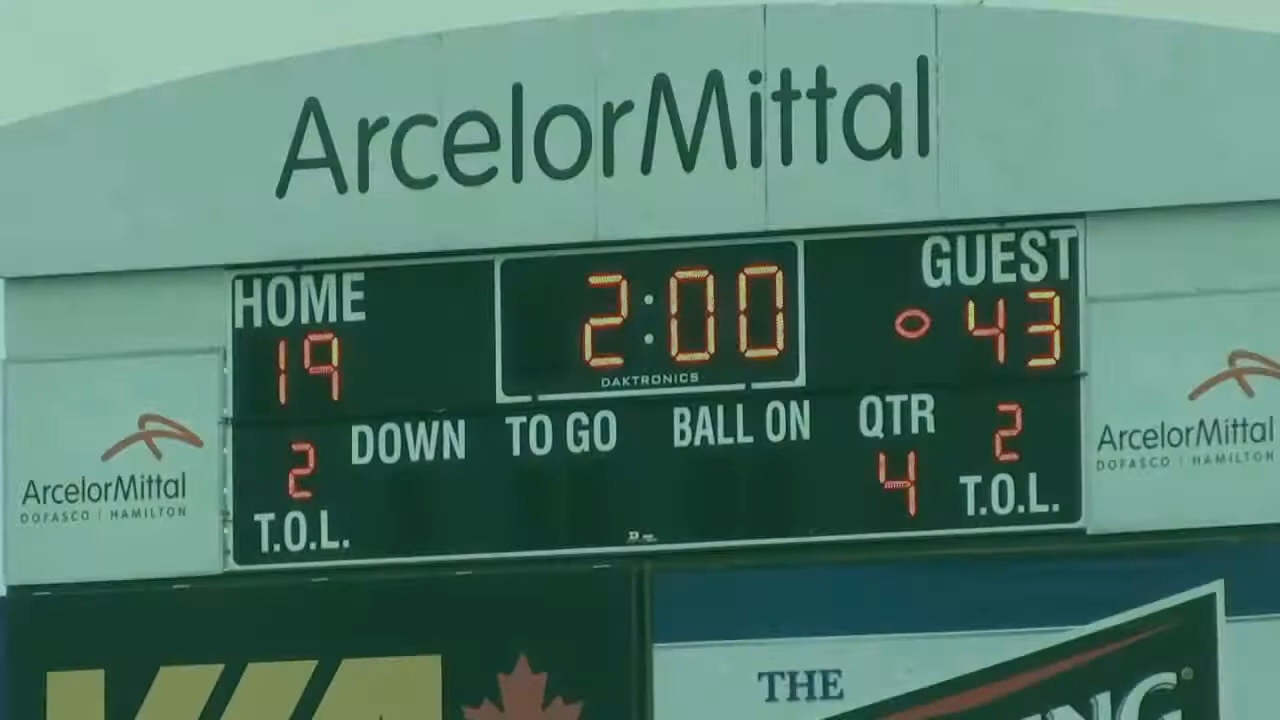 ArcelorMittal
HOME
2:00
GUEST
19
43
DAKTRONICS
DOWN
TO GO
BALL ON
QTR
2
2
4
T.O.L.
T.O.L.
ArcelorMittal
DOFASCO | HAMILTON
ArcelorMittal
DOFASCO | HAMILTON
VIA
THE